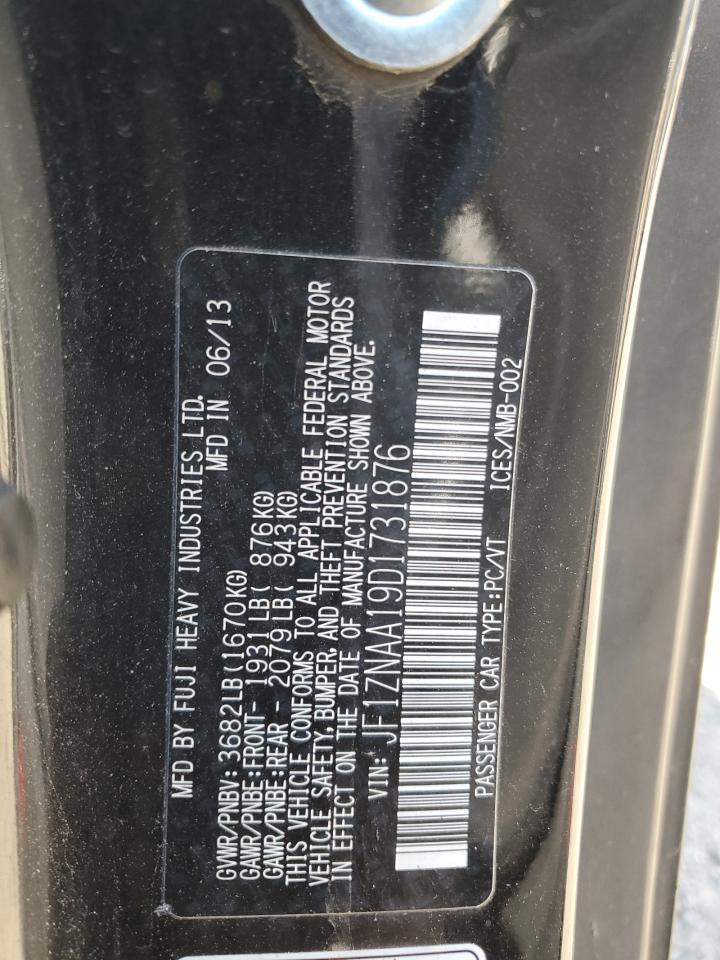 MFD BY FUJI HEAVY INDUSTRIES LTD.
MFD IN 06/13
GVWR/PNBV: 3682LB(1670KG)
GAWR/PNBE:FRONT- 1931LB( 876KG)
GAWR/PNBE:REAR - 2079LB( 943KG)
THIS VEHICLE CONFORMS TO ALL APPLICABLE FEDERAL MOTOR
VEHICLE SAFETY, BUMPER, AND THEFT PREVENTION STANDARDS
IN EFFECT ON THE DATE OF MANUFACTURE SHOWN ABOVE.
VIN: JF1ZNAA19D1731876
PASSENGER CAR TYPE:PC/VT ICES/NMB-002